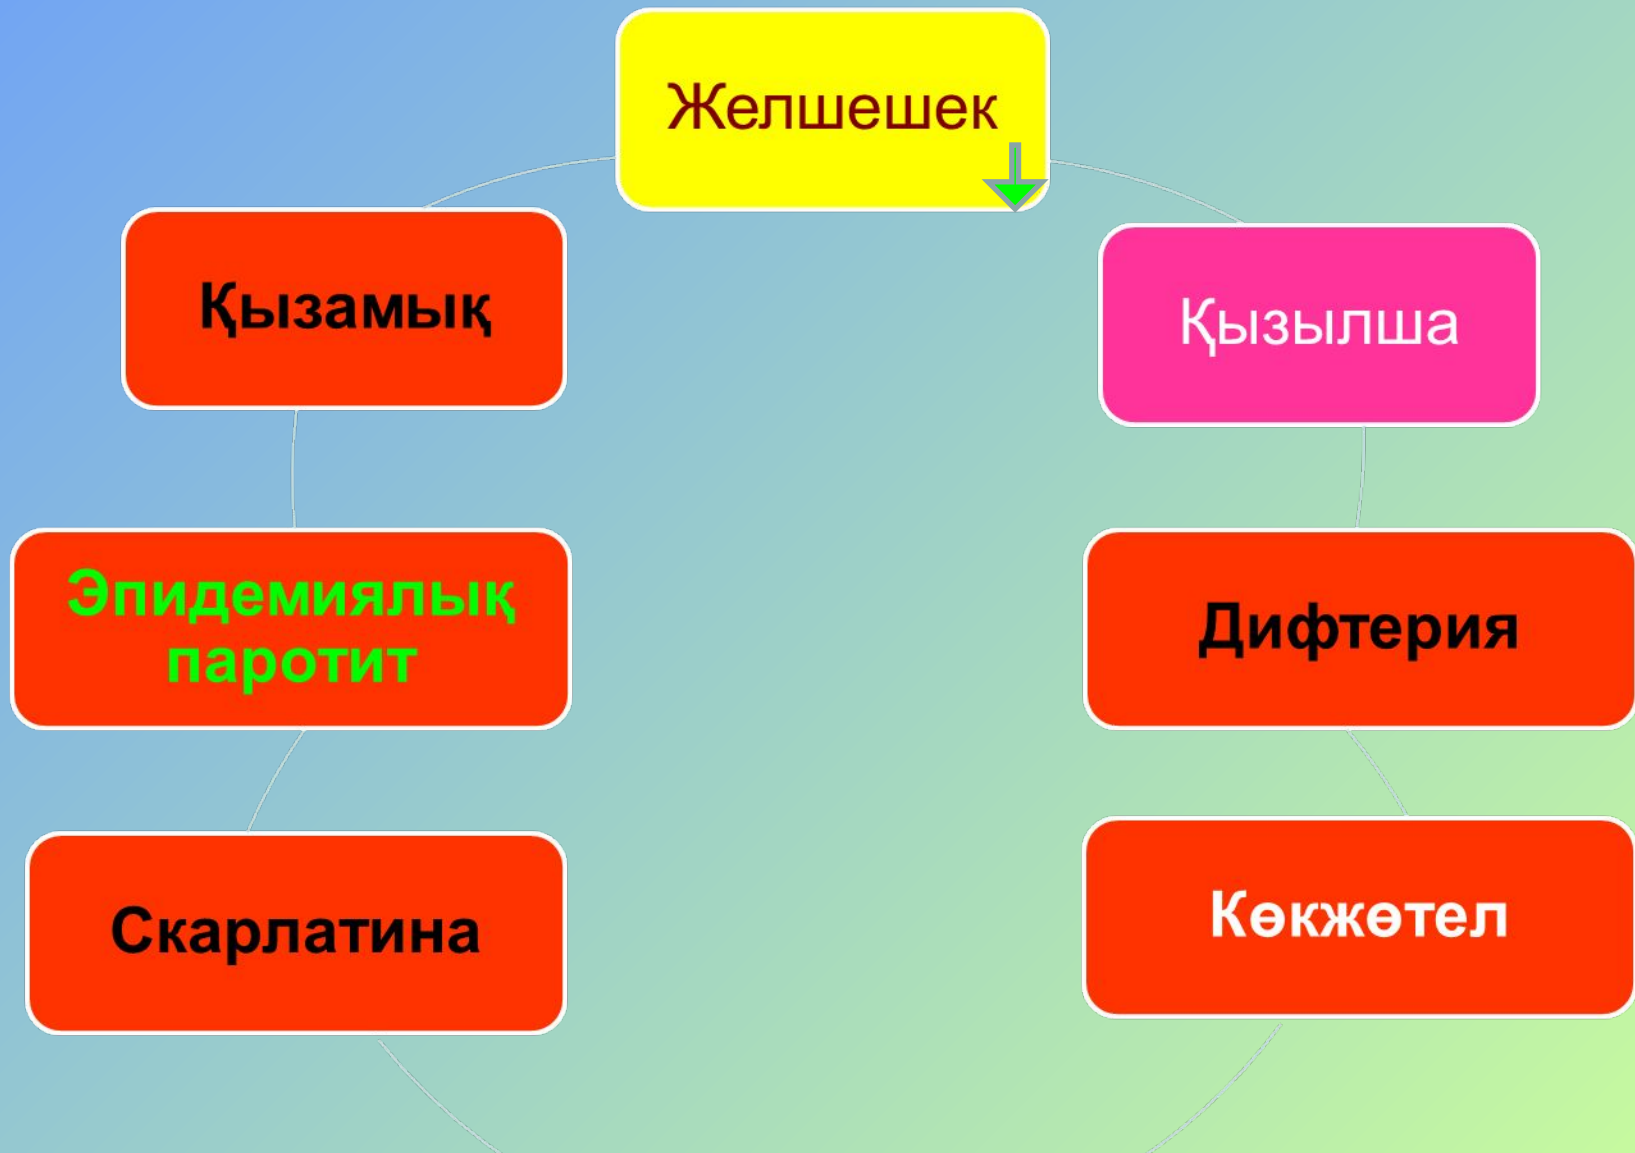 Желшешек
Қызамық
Қызылша
Эпидемиялық
паротит
Дифтерия
Скарлатина
Көкжөтел